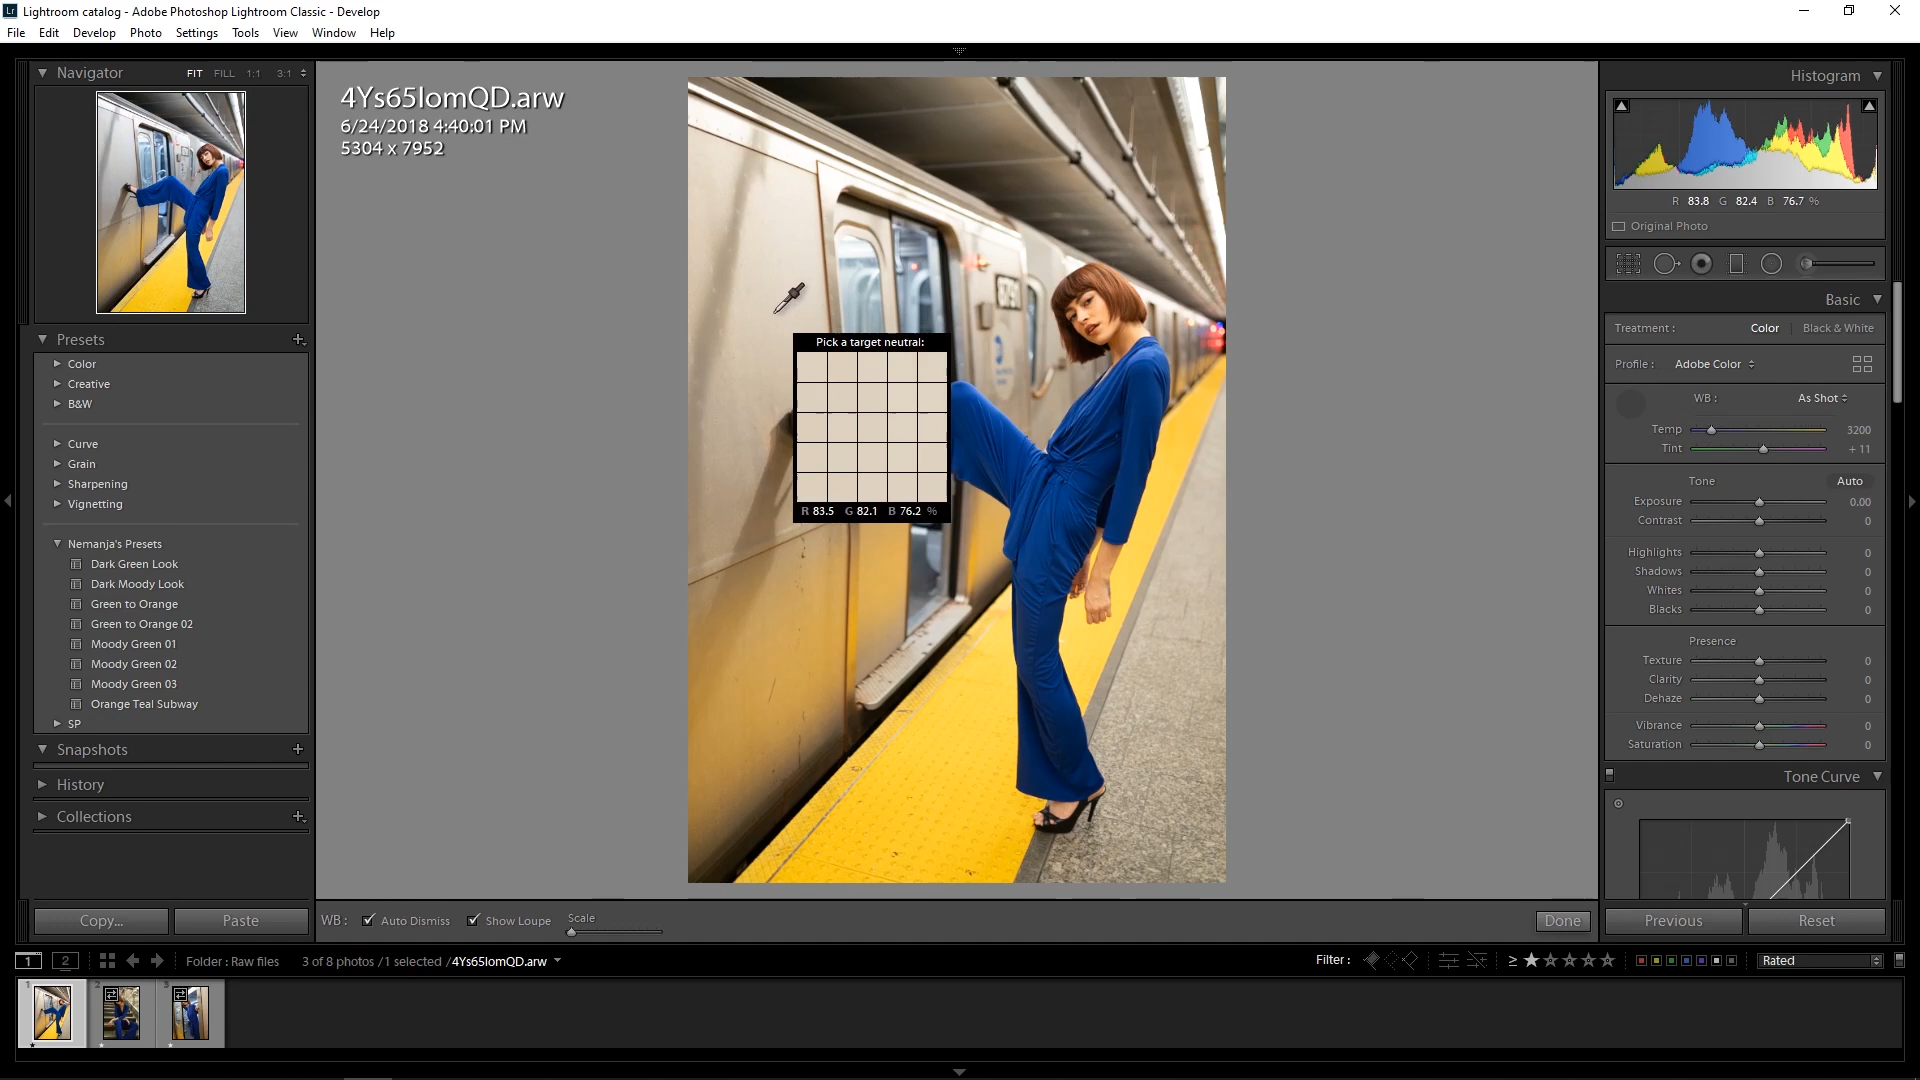 Lr Lightroom catalog - Adobe Photoshop Lightroom Classic - Develop
File Edit Develop Photo Settings Tools View Window Help
Navigator FIT FILL 1:1 3:1
Presets
Color
Creative
B&W
Curve
Grain
Sharpening
Vignetting
Nemanja's Presets
Dark Green Look
Dark Moody Look
Green to Orange
Green to Orange 02
Moody Green 01
Moody Green 02
Moody Green 03
Orange Teal Subway
SP
Snapshots
History
Collections
Copy... Paste
4Ys65lomQD.arw
6/24/2018 4:40:01 PM
5304 x 7952
Pick a target neutral:
R 83.5 G 82.1 B 76.2 %
WB : Auto Dismiss Show Loupe Scale Done
Histogram
R 83.8 G 82.4 B 76.7 %
Original Photo
Basic
Treatment : Color Black & White
Profile : Adobe Color
WB : As Shot
Temp 3200
Tint + 11
Tone Auto
Exposure 0.00
Contrast 0
Highlights 0
Shadows 0
Whites 0
Blacks 0
Presence
Texture 0
Clarity 0
Dehaze 0
Vibrance 0
Saturation 0
Tone Curve
Previous Reset
1 2 Folder : Raw files 3 of 8 photos /1 selected /4Ys65lomQD.arw Filter : ≥ Rated
1 2 3